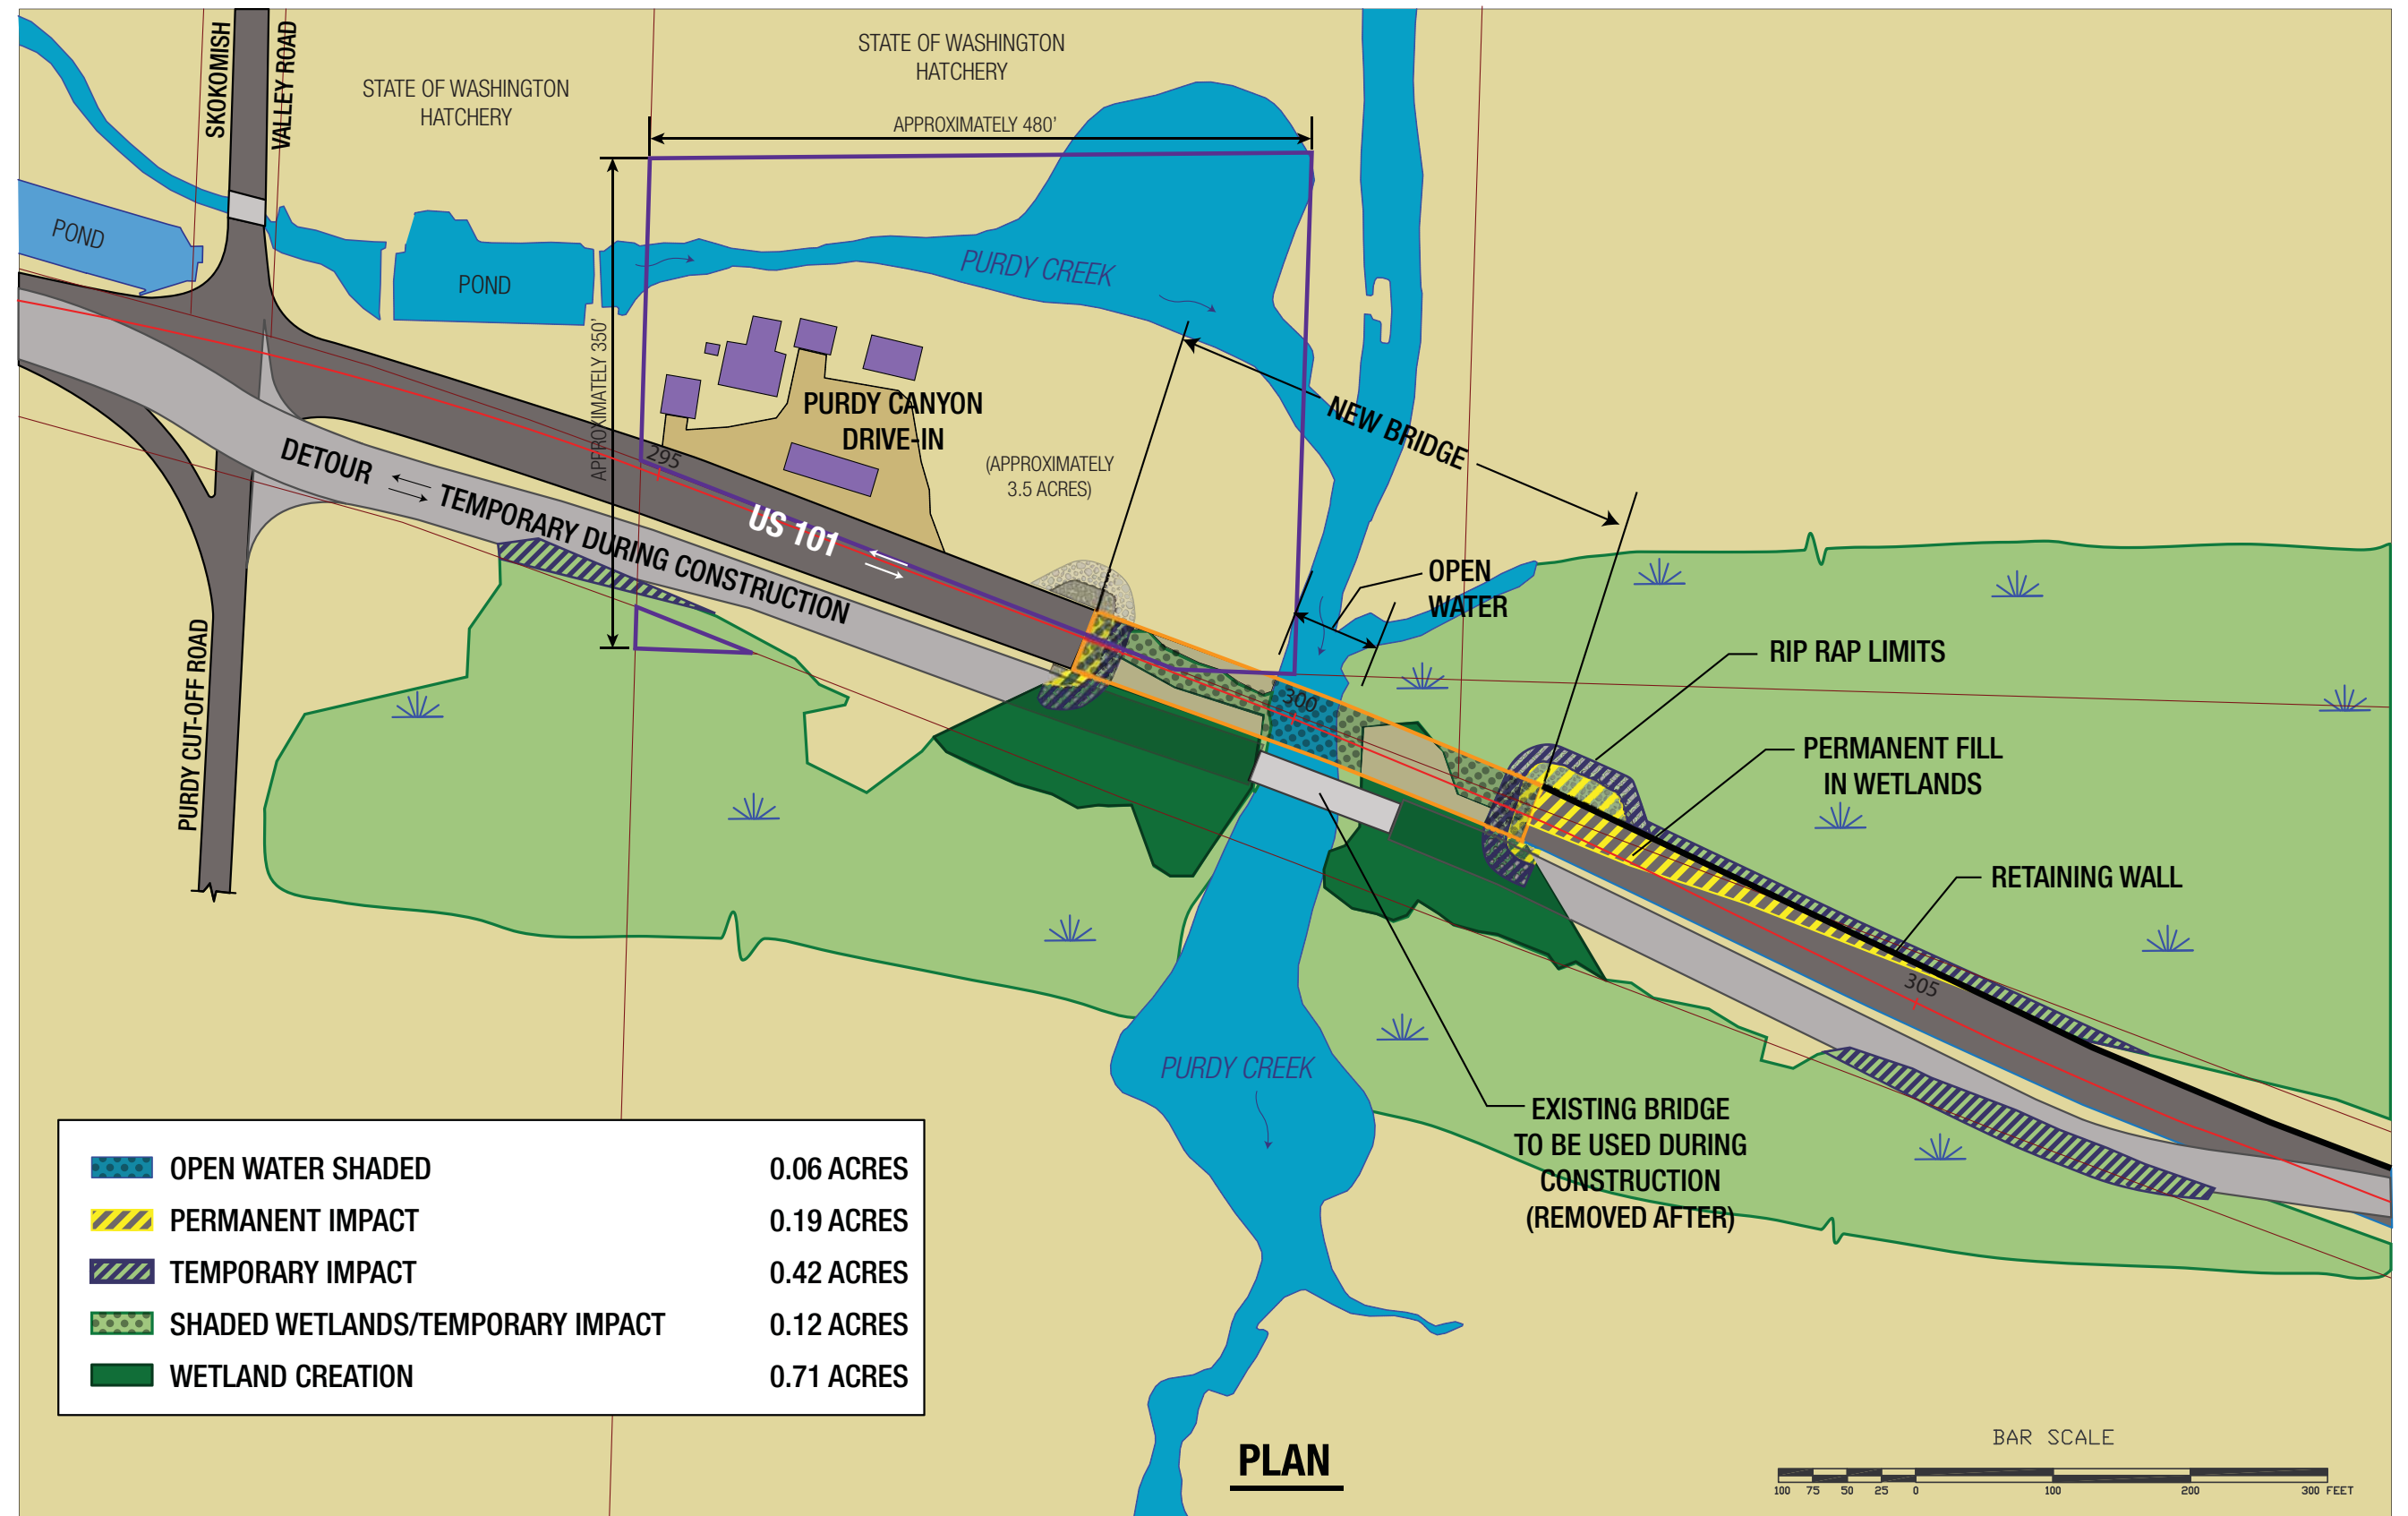 SKOKOMISH
VALLEY ROAD
STATE OF WASHINGTON
HATCHERY
STATE OF WASHINGTON
HATCHERY
APPROXIMATELY 480'
POND
POND
PURDY CREEK
APPROXIMATELY 350'
PURDY CANYON
DRIVE-IN
(APPROXIMATELY
3.5 ACRES)
NEW BRIDGE
DETOUR
TEMPORARY DURING CONSTRUCTION
295
US 101
OPEN
WATER
PURDY CUT-OFF ROAD
300
RIP RAP LIMITS
PERMANENT FILL
IN WETLANDS
RETAINING WALL
305
PURDY CREEK
EXISTING BRIDGE
TO BE USED DURING
CONSTRUCTION
(REMOVED AFTER)
OPEN WATER SHADED 0.06 ACRES
PERMANENT IMPACT 0.19 ACRES
TEMPORARY IMPACT 0.42 ACRES
SHADED WETLANDS/TEMPORARY IMPACT 0.12 ACRES
WETLAND CREATION 0.71 ACRES
PLAN
BAR SCALE
100 75 50 25 0 100 200 300 FEET